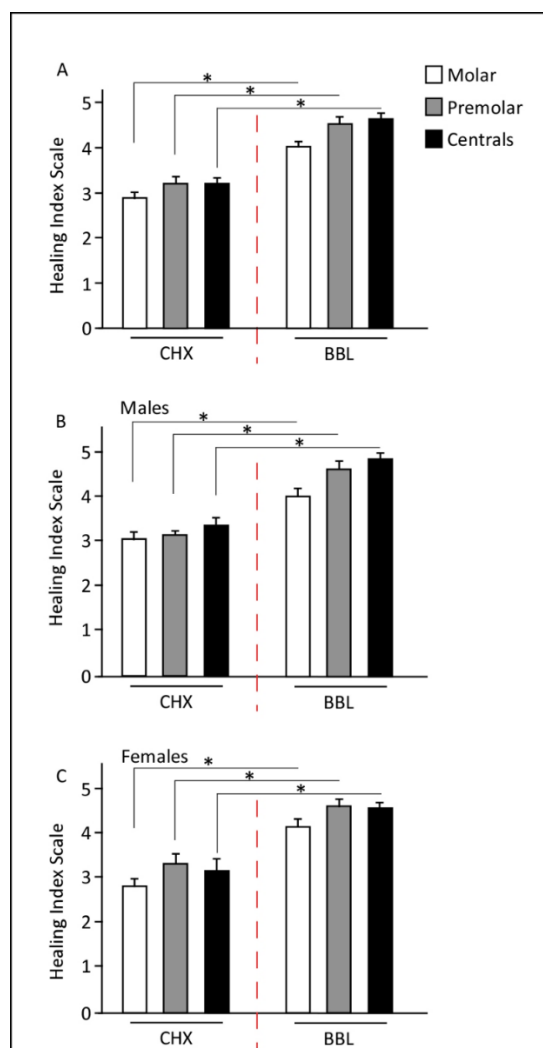 A
*
*
*
Molar
Premolar
Centrals
Healing Index Scale
5
4
3
2
1
0
CHX
BBL
B
Males
*
*
*
Healing Index Scale
5
4
3
2
1
0
CHX
BBL
C
Females
*
*
*
Healing Index Scale
5
4
3
2
1
0
CHX
BBL